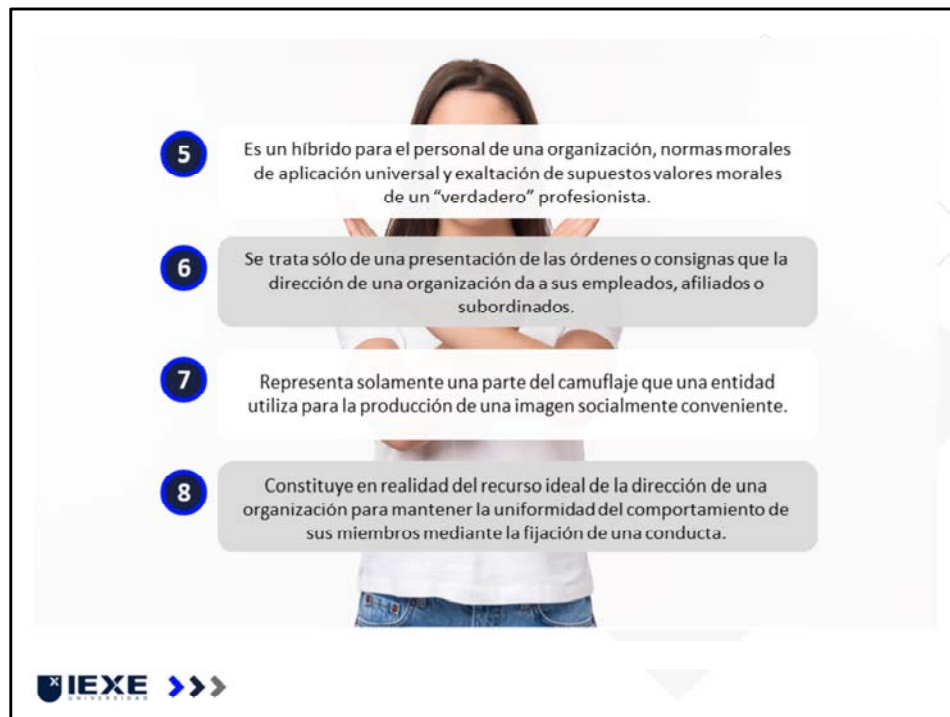 5
Es un híbrido para el personal de una organización, normas morales
de aplicación universal y exaltación de supuestos valores morales
de un “verdadero” profesionista.
6
Se trata sólo de una presentación de las órdenes o consignas que la
dirección de una organización da a sus empleados, afiliados o
subordinados.
7
Representa solamente una parte del camuflaje que una entidad
utiliza para la producción de una imagen socialmente conveniente.
8
Constituye en realidad del recurso ideal de la dirección de una
organización para mantener la uniformidad del comportamiento de
sus miembros mediante la fijación de una conducta.
IEXE
UNIVERSIDAD